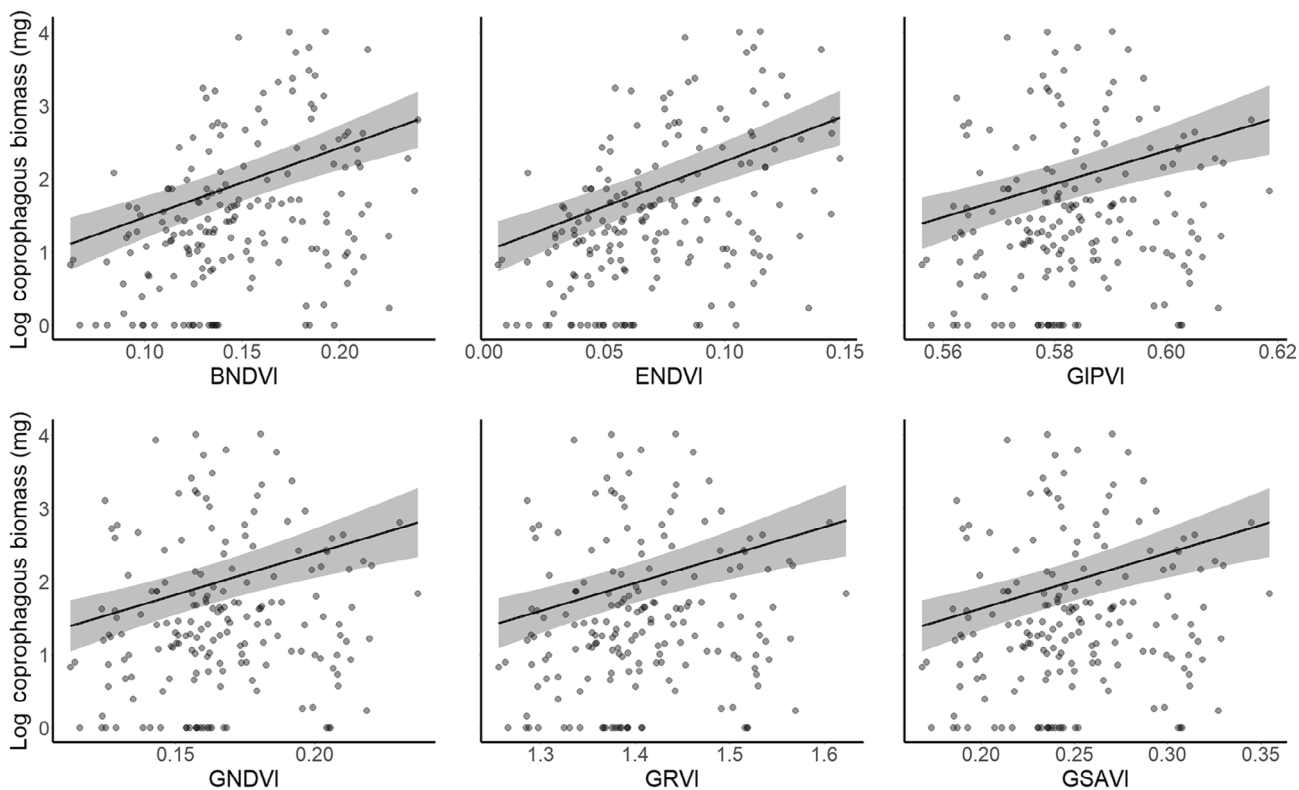 Log coprophagous biomass (mg)
4
3
2
1
0
0.10 0.15 0.20
BNDVI
0.00 0.05 0.10 0.15
ENDVI
0.56 0.58 0.60 0.62
GIPVI
Log coprophagous biomass (mg)
4
3
2
1
0
0.15 0.20
GNDVI
1.3 1.4 1.5 1.6
GRVI
0.20 0.25 0.30 0.35
GSAVI